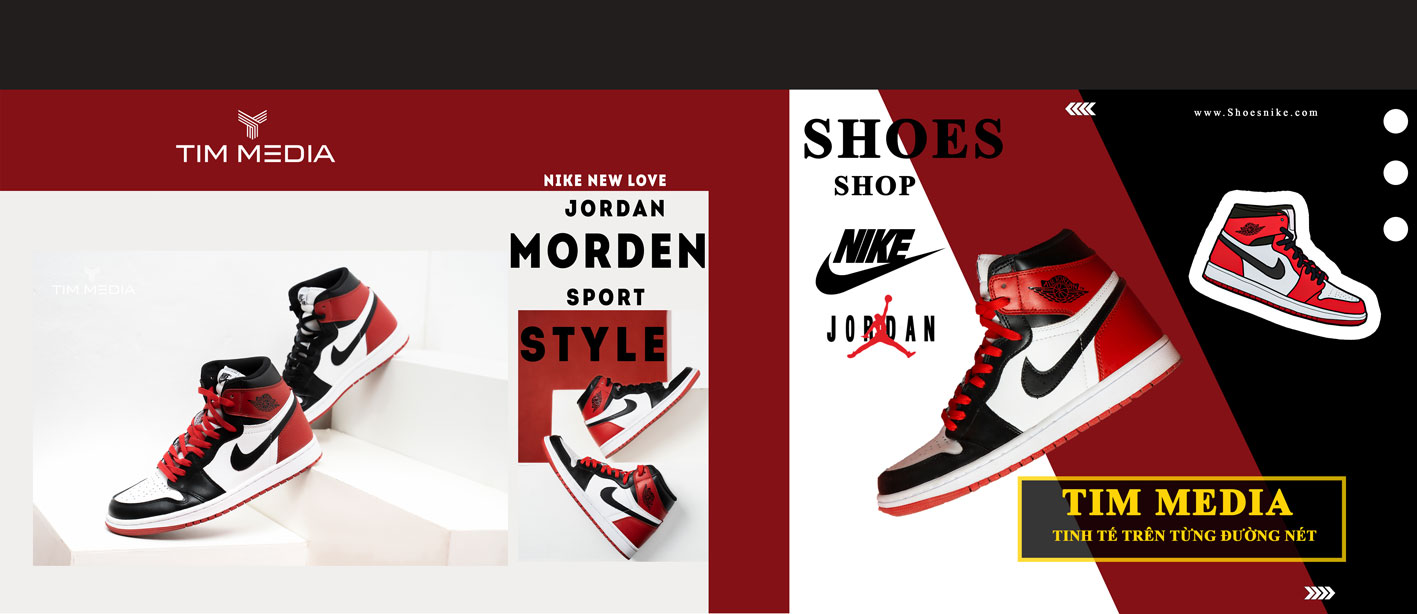 TIM MEDIA
NIKE NEW LOVE
JORDAN
MORDEN
SPORT
STYLE
TIM MEDIA
SHOES
SHOP
NIKE
JORDAN
www.Shoesnike.com
TIM MEDIA
TINH TẾ TRÊN TỪNG ĐƯỜNG NÉT